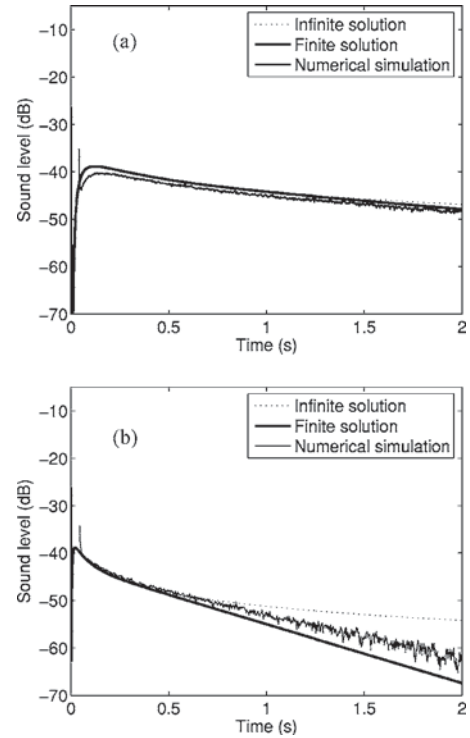 (a)
Infinite solution
Finite solution
Numerical simulation
Sound level (dB)
−10
−20
−30
−40
−50
−60
−70
0
0.5
1
1.5
2
Time (s)
(b)
Infinite solution
Finite solution
Numerical simulation
Sound level (dB)
−10
−20
−30
−40
−50
−60
−70
0
0.5
1
1.5
2
Time (s)